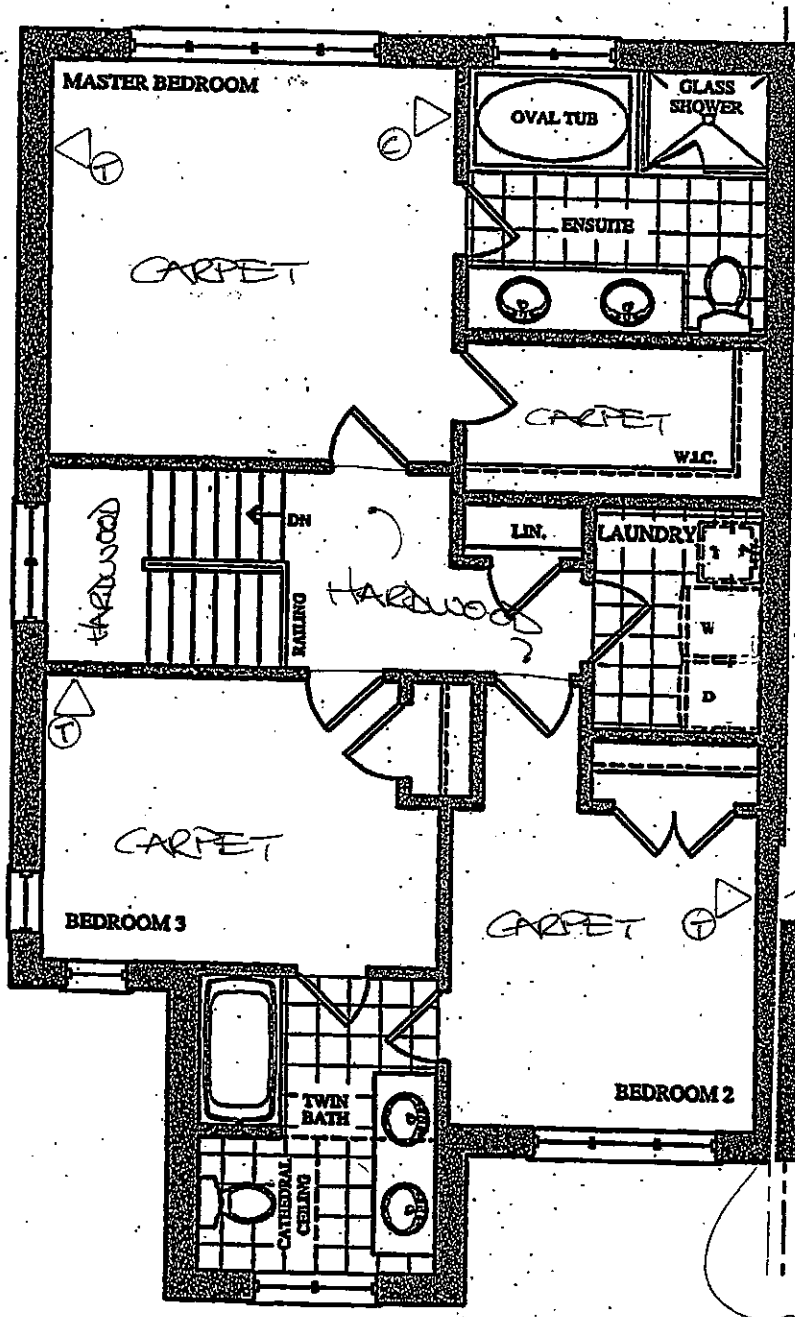 MASTER BEDROOM
GLASS
SHOWER
OVAL TUB
C
T
ENSUITE
CARPET
CARPET
W.I.C.
HARDWOOD
DN
LIN.
LAUNDRY
HARDWOOD
RAILING
W
D
T
CARPET
CARPET
T
BEDROOM 3
TWIN
BATH
BEDROOM 2
CATHEDRAL
CEILING